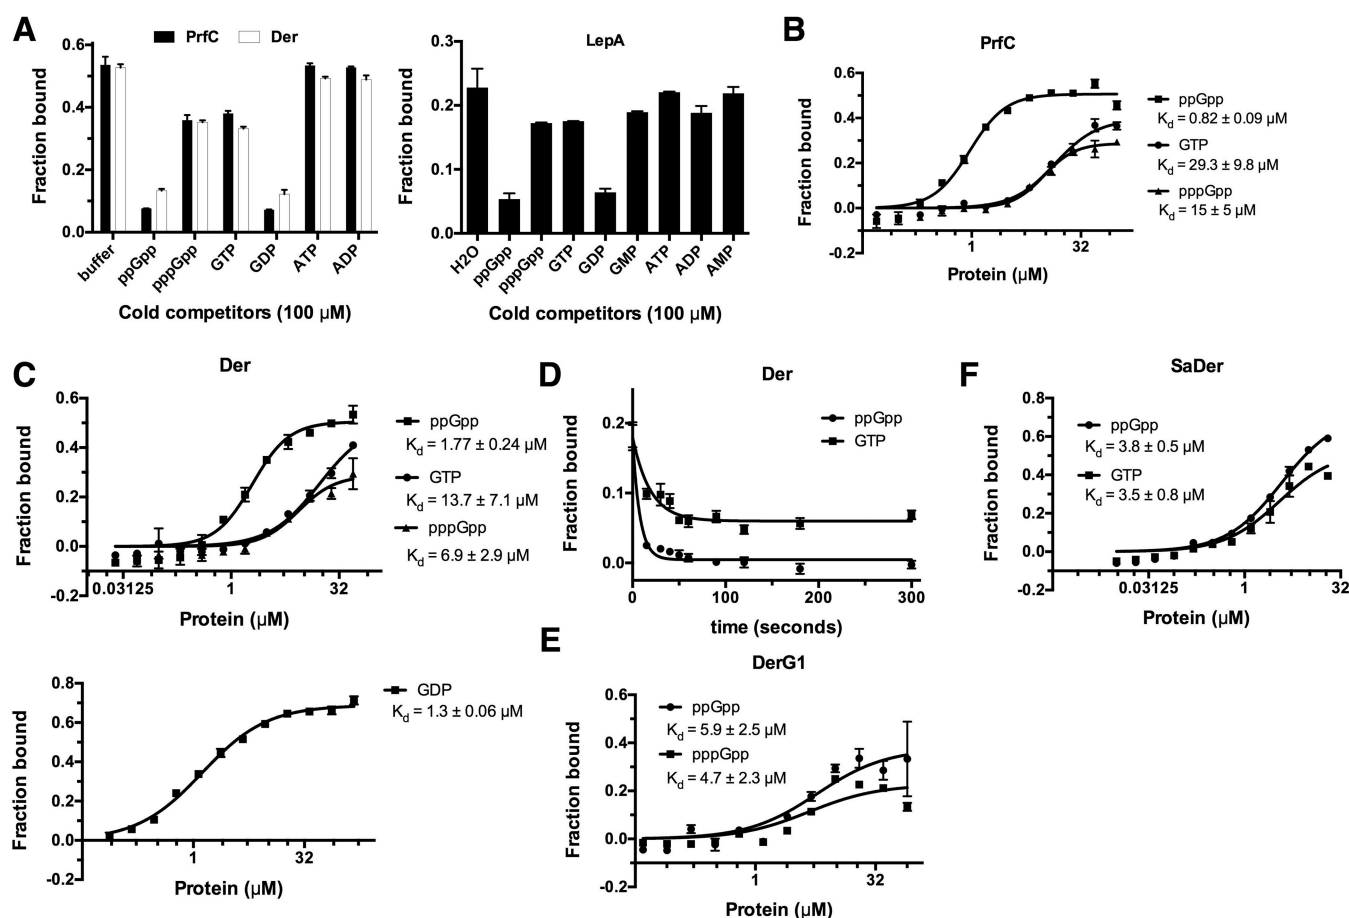 A
PrfC
Der
Fraction bound
0.6
0.4
0.2
0.0
buffer
ppGpp
pppGpp
GTP
GDP
ATP
ADP
Cold competitors (100 µM)
LepA
Fraction bound
0.3
0.2
0.1
0.0
H2O
ppGpp
pppGpp
GTP
GDP
GMP
ATP
ADP
AMP
Cold competitors (100 µM)
B
PrfC
Fraction bound
0.6
0.4
0.2
0.0
-0.2
1
32
Protein (µM)
ppGpp
Kd = 0.82 ± 0.09 µM
GTP
Kd = 29.3 ± 9.8 µM
pppGpp
Kd = 15 ± 5 µM
C
Der
Fraction bound
0.6
0.4
0.2
0.0
-0.2
0.03125
1
32
Protein (µM)
ppGpp
Kd = 1.77 ± 0.24 µM
GTP
Kd = 13.7 ± 7.1 µM
pppGpp
Kd = 6.9 ± 2.9 µM
Fraction bound
0.8
0.6
0.4
0.2
0.0
-0.2
1
32
Protein (µM)
GDP
Kd = 1.3 ± 0.06 µM
D
Der
Fraction bound
0.2
0.1
0.0
0
100
200
300
time (seconds)
ppGpp
GTP
E
DerG1
Fraction bound
0.6
0.4
0.2
0.0
-0.2
1
32
Protein (µM)
ppGpp
Kd = 5.9 ± 2.5 µM
pppGpp
Kd = 4.7 ± 2.3 µM
F
SaDer
Fraction bound
0.8
0.6
0.4
0.2
0.0
-0.2
0.03125
1
32
Protein (µM)
ppGpp
Kd = 3.8 ± 0.5 µM
GTP
Kd = 3.5 ± 0.8 µM